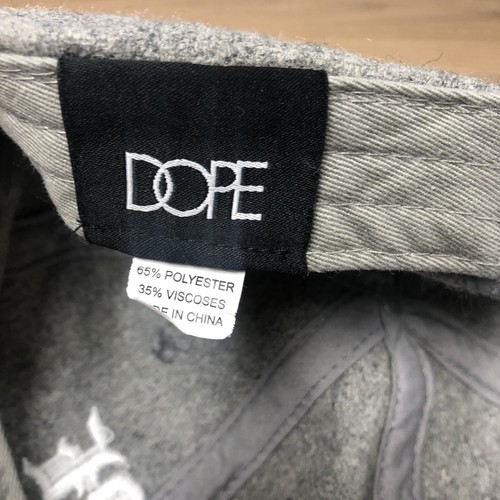 DOPE
65% POLYESTER
35% VISCOSES
IN CHINA